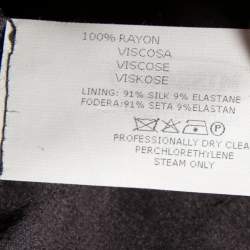 100% RAYON
VISCOSA
VISCOSE
VISKOSE
LINING: 91% SILK 9% ELASTANE
FODERA:91% SETA 9%ELASTAN
P
PROFESSIONALLY DRY CLEA
PERCHLORETHYLENE
STEAM ONLY